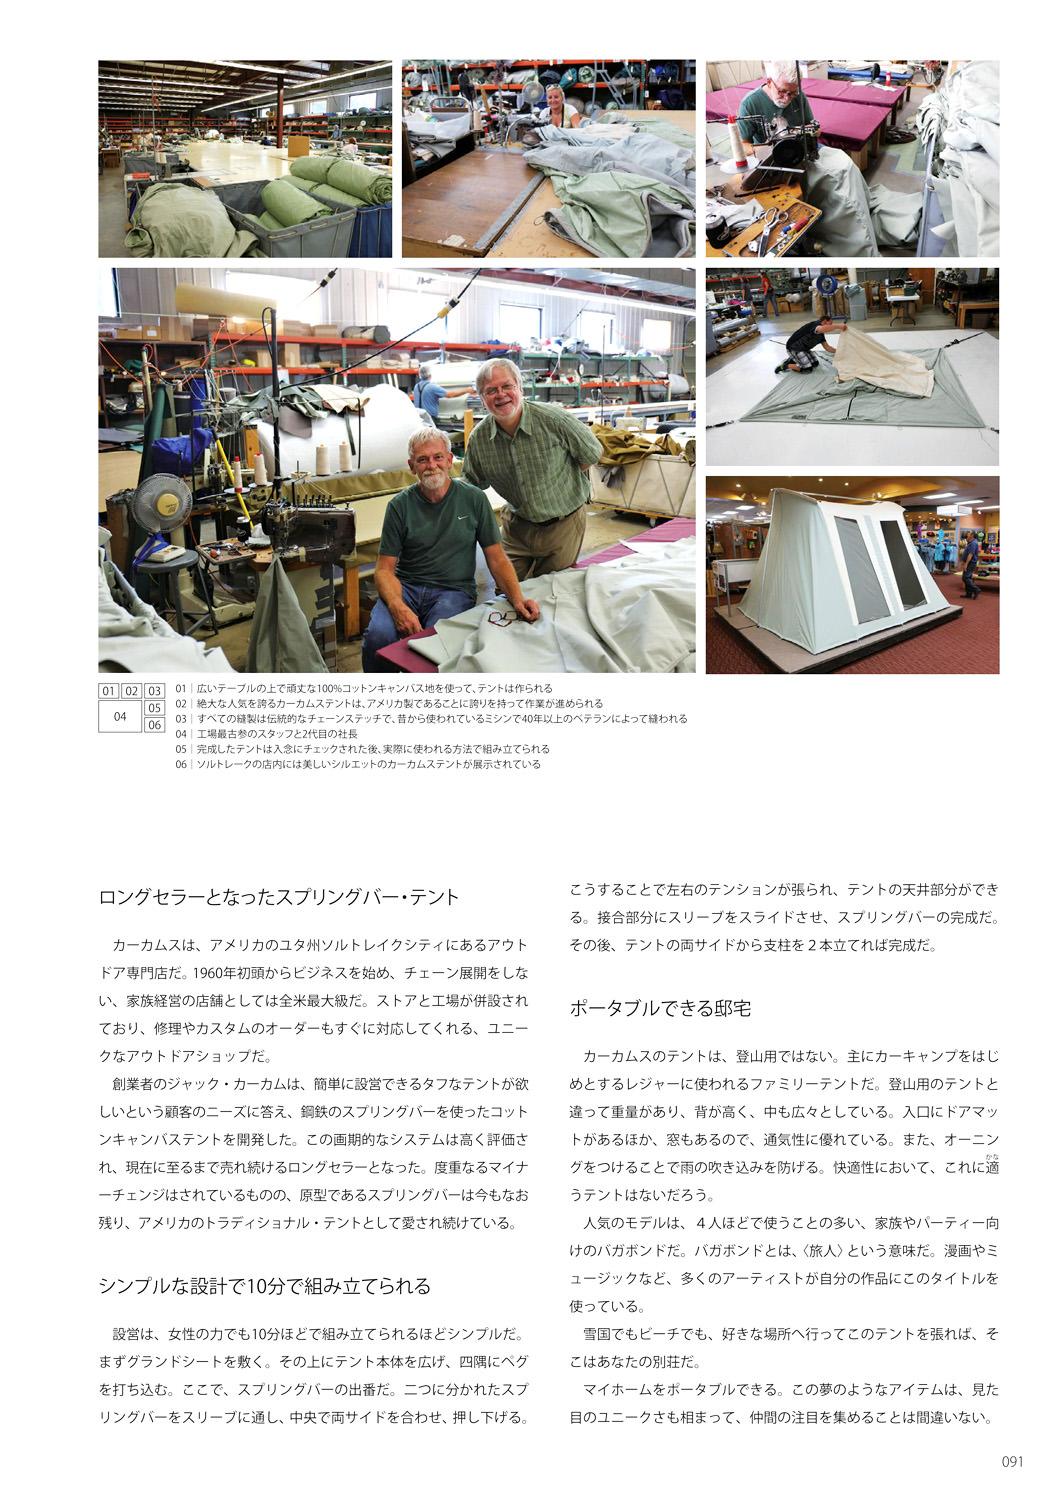 01 02 03
04
05
06
01｜広いテーブルの上で頑丈な100%コットンキャンバス地を使って、テントは作られる
02｜絶大な人気を誇るカーカムステントは、アメリカ製であることに誇りを持って作業が進められる
03｜すべての縫製は伝統的なチェーンステッチで、昔から使われているミシンで40年以上のベテランによって縫われる
04｜工場最古参のスタッフと2代目の社長
05｜完成したテントは入念にチェックされた後、実際に使われる方法で組み立てられる
06｜ソルトレークの店内には美しいシルエットのカーカムステントが展示されている
ロングセラーとなったスプリングバー・テント
カーカムスは、アメリカのユタ州ソルトレイクシティにあるアウト
ドア専門店だ。1960年初頭からビジネスを始め、チェーン展開をしな
い、家族経営の店舗としては全米最大級だ。ストアと工場が併設され
ており、修理やカスタムのオーダーもすぐに対応してくれる、ユニー
クなアウトドアショップだ。
創業者のジャック・カーカムは、簡単に設営できるタフなテントが欲
しいという顧客のニーズに答え、鋼鉄のスプリングバーを使ったコット
ンキャンバステントを開発した。この画期的なシステムは高く評価さ
れ、現在に至るまで売れ続けるロングセラーとなった。度重なるマイナ
ーチェンジはされているものの、原型であるスプリングバーは今もなお
残り、アメリカのトラディショナル・テントとして愛され続けている。
シンプルな設計で10分で組み立てられる
設営は、女性の力でも10分ほどで組み立てられるほどシンプルだ。
まずグランドシートを敷く。その上にテント本体を広げ、四隅にペグ
を打ち込む。ここで、スプリングバーの出番だ。二つに分かれたスプ
リングバーをスリーブに通し、中央で両サイドを合わせ、押し下げる。
こうすることで左右のテンションが張られ、テントの天井部分ができ
る。接合部分にスリーブをスライドさせ、スプリングバーの完成だ。
その後、テントの両サイドから支柱を2本立てれば完成だ。
ポータブルできる邸宅
カーカムスのテントは、登山用ではない。主にカーキャンプをはじ
めとするレジャーに使われるファミリーテントだ。登山用のテントと
違って重量があり、背が高く、中も広々としている。入口にドアマッ
トがあるほか、窓もあるので、通気性に優れている。また、オーニン
グをつけることで雨の吹き込みを防げる。快適性において、これに適かな
うテントはないだろう。
人気のモデルは、4人ほどで使うことの多い、家族やパーティー向
けのバガボンドだ。バガボンドとは、〈旅人〉という意味だ。漫画やミ
ュージックなど、多くのアーティストが自分の作品にこのタイトルを
使っている。
雪国でもビーチでも、好きな場所へ行ってこのテントを張れば、そ
こはあなたの別荘だ。
マイホームをポータブルできる。この夢のようなアイテムは、見た
目のユニークさも相まって、仲間の注目を集めることは間違いない。
091